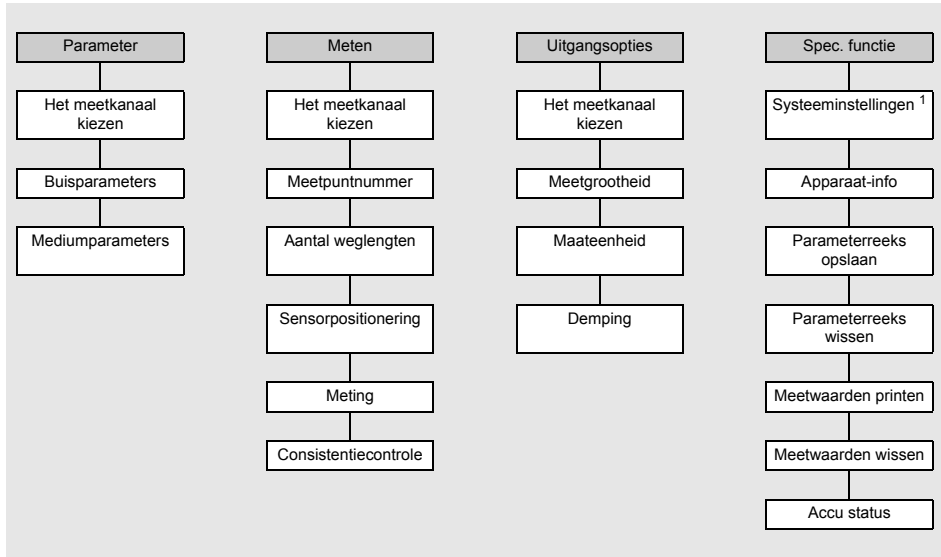 Parameter
Het meetkanaal
kiezen
Buisparameters
Mediumparameters
Meten
Het meetkanaal
kiezen
Meetpuntnummer
Aantal weglengten
Sensorpositionering
Meting
Consistentiecontrole
Uitgangsopties
Het meetkanaal
kiezen
Meetgrootheid
Maateenheid
Demping
Spec. functie
Systeeminstellingen 1
Apparaat-info
Parameterreeks
opslaan
Parameterreeks
wissen
Meetwaarden printen
Meetwaarden wissen
Accu status